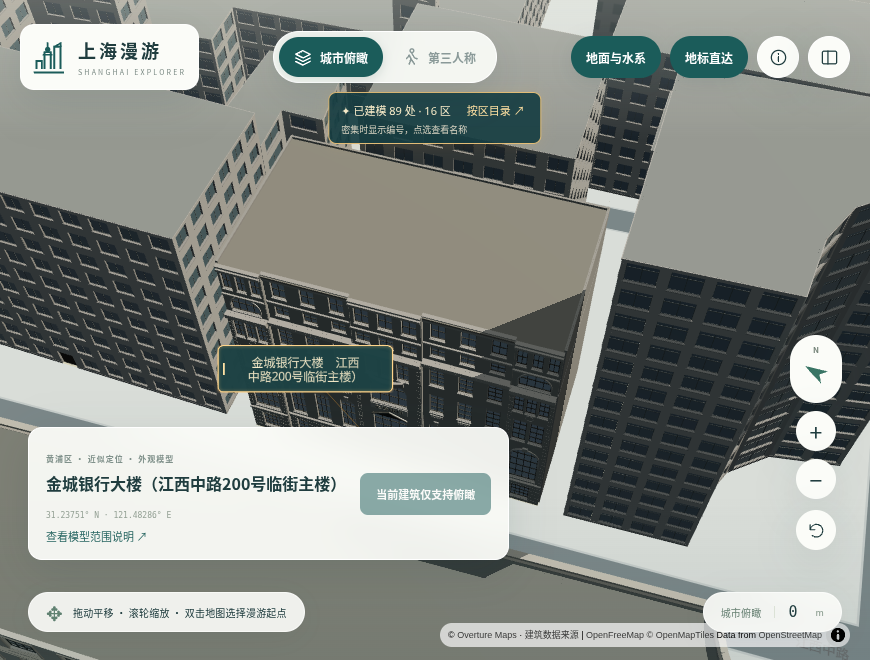 上海漫游
SHANGHAI EXPLORER
城市俯瞰
第三人称
地面与水系
地标直达
✦ 已建模 89 处 · 16 区 按区目录 ↗
密集时显示编号，点选查看名称
N
金城银行大楼 江西
中路200号临街主楼）
黄浦区 · 近似定位 · 外观模型
金城银行大楼（江西中路200号临街主楼）
当前建筑仅支持俯瞰
31.23751° N · 121.48286° E
查看模型范围说明 ↗
拖动平移 · 滚轮缩放 · 双击地图选择漫游起点
城市俯瞰 0 m
© Overture Maps · 建筑数据来源 | OpenFreeMap © OpenMapTiles Data from OpenStreetMap